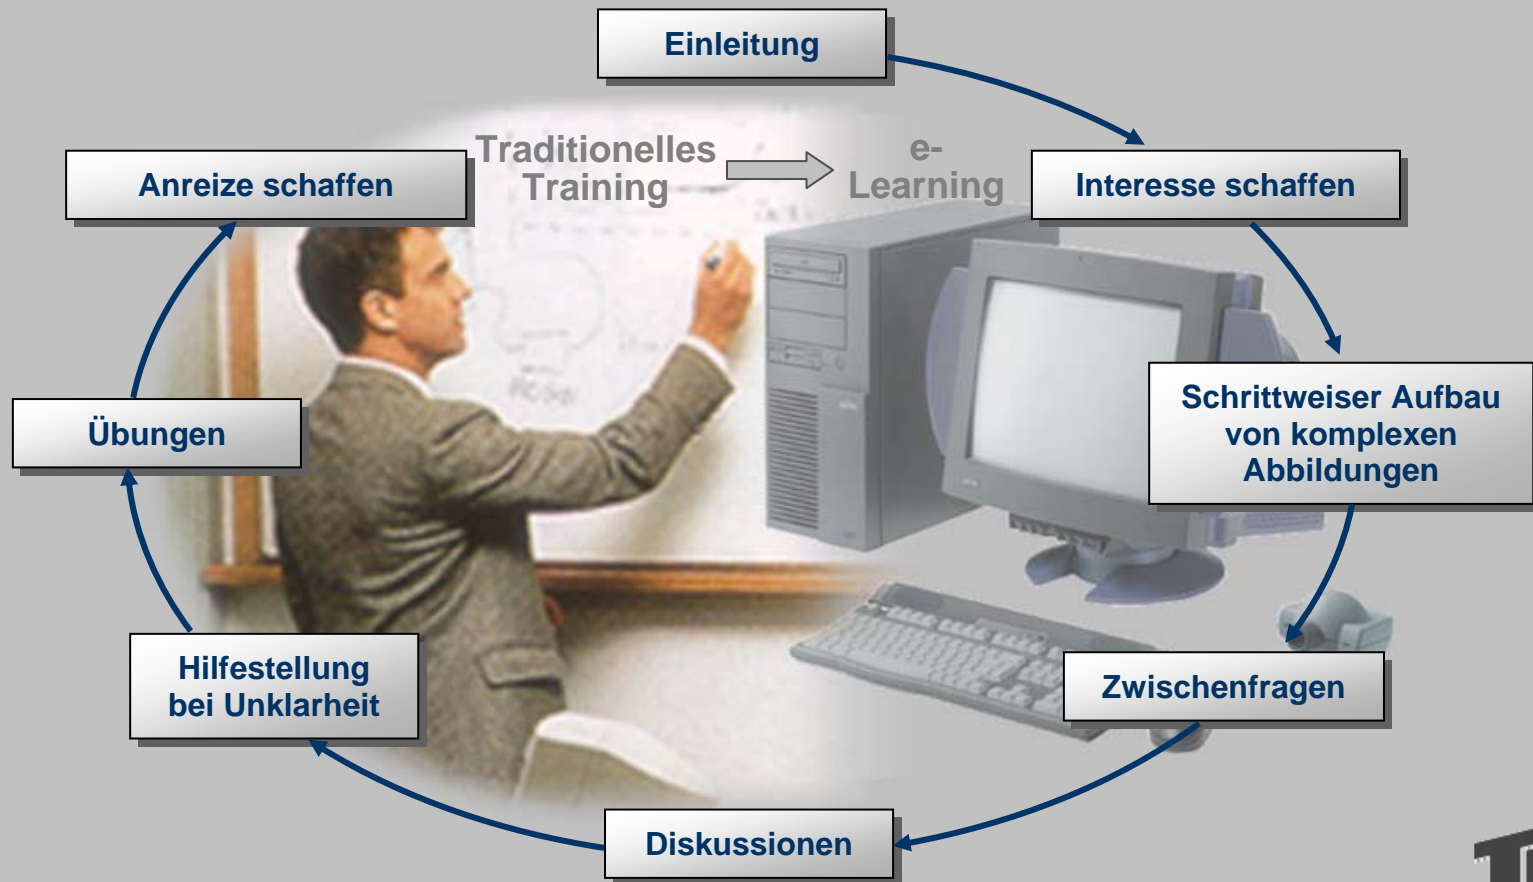 Einleitung
Traditionelles
Training
e-
Learning
Anreize schaffen
Interesse schaffen
Schrittweiser Aufbau
von komplexen
Abbildungen
Übungen
Hilfestellung
bei Unklarheit
Zwischenfragen
Diskussionen